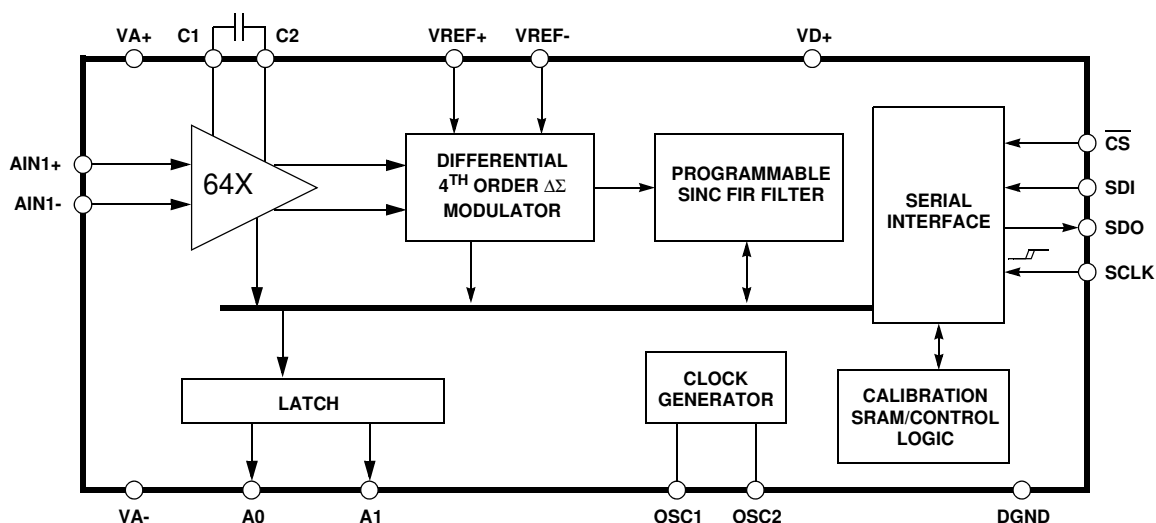 VA+ C1 C2 VREF+ VREF- VD+
AIN1+
AIN1-
64X
DIFFERENTIAL
4TH ORDER ΔΣ
MODULATOR
PROGRAMMABLE
SINC FIR FILTER
SERIAL
INTERFACE
CS
SDI
SDO
SCLK
LATCH
CLOCK
GENERATOR
CALIBRATION
SRAM/CONTROL
LOGIC
VA- A0 A1 OSC1 OSC2 DGND